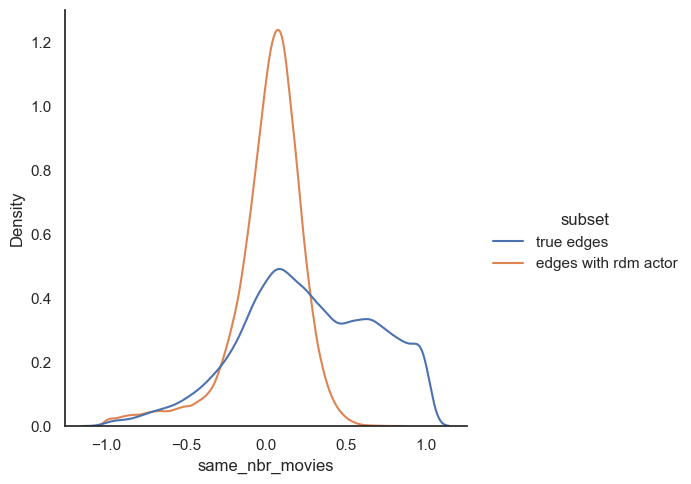 1.2
1.0
0.8
0.6
0.4
0.2
0.0
Density
−1.0 −0.5 0.0 0.5 1.0
same_nbr_movies
subset
true edges
edges with rdm actor